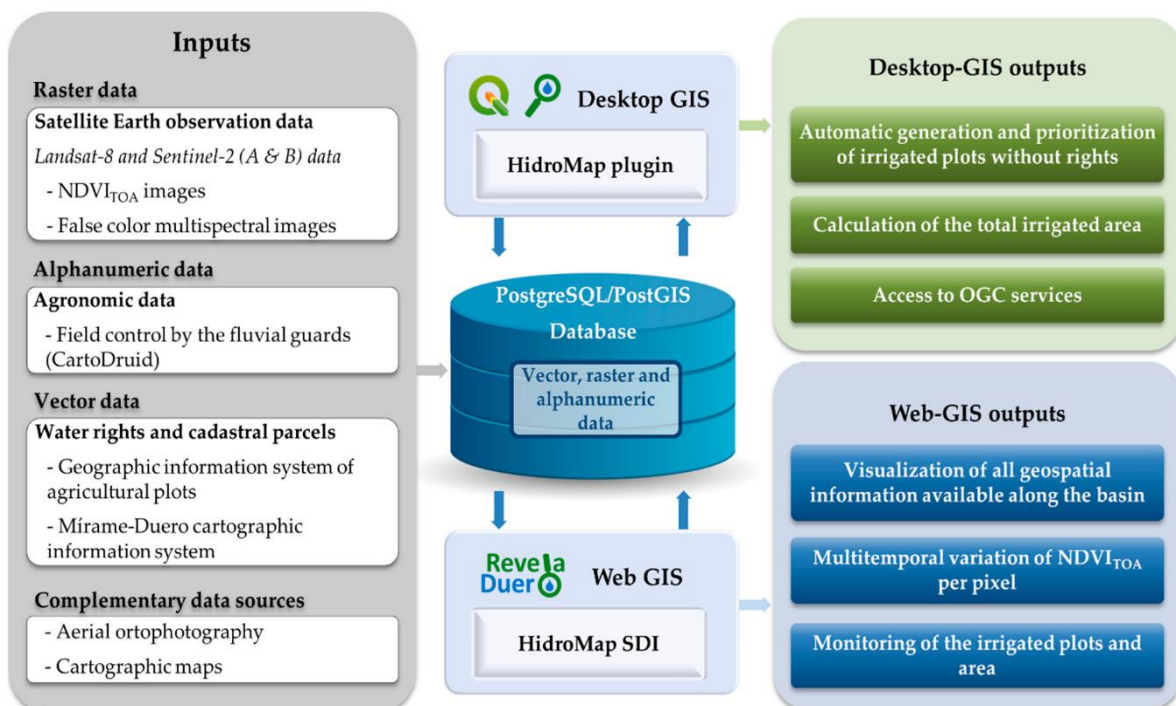 Inputs
Raster data
Satellite Earth observation data
Landsat-8 and Sentinel-2 (A & B) data
- NDVITOA images
- False color multispectral images
Alphanumeric data
Agronomic data
- Field control by the fluvial guards
(CartoDruid)
Vector data
Water rights and cadastral parcels
- Geographic information system of
agricultural plots
- Mírame-Duero cartographic
information system
Complementary data sources
- Aerial ortophotography
- Cartographic maps
Desktop GIS
HidroMap plugin
PostgreSQL/PostGIS
Database
Vector, raster and
alphanumeric
data
Revela
Duero
Web GIS
HidroMap SDI
Desktop-GIS outputs
Automatic generation and prioritization
of irrigated plots without rights
Calculation of the total irrigated area
Access to OGC services
Web-GIS outputs
Visualization of all geospatial
information available along the basin
Multitemporal variation of NDVITOA
per pixel
Monitoring of the irrigated plots and
area